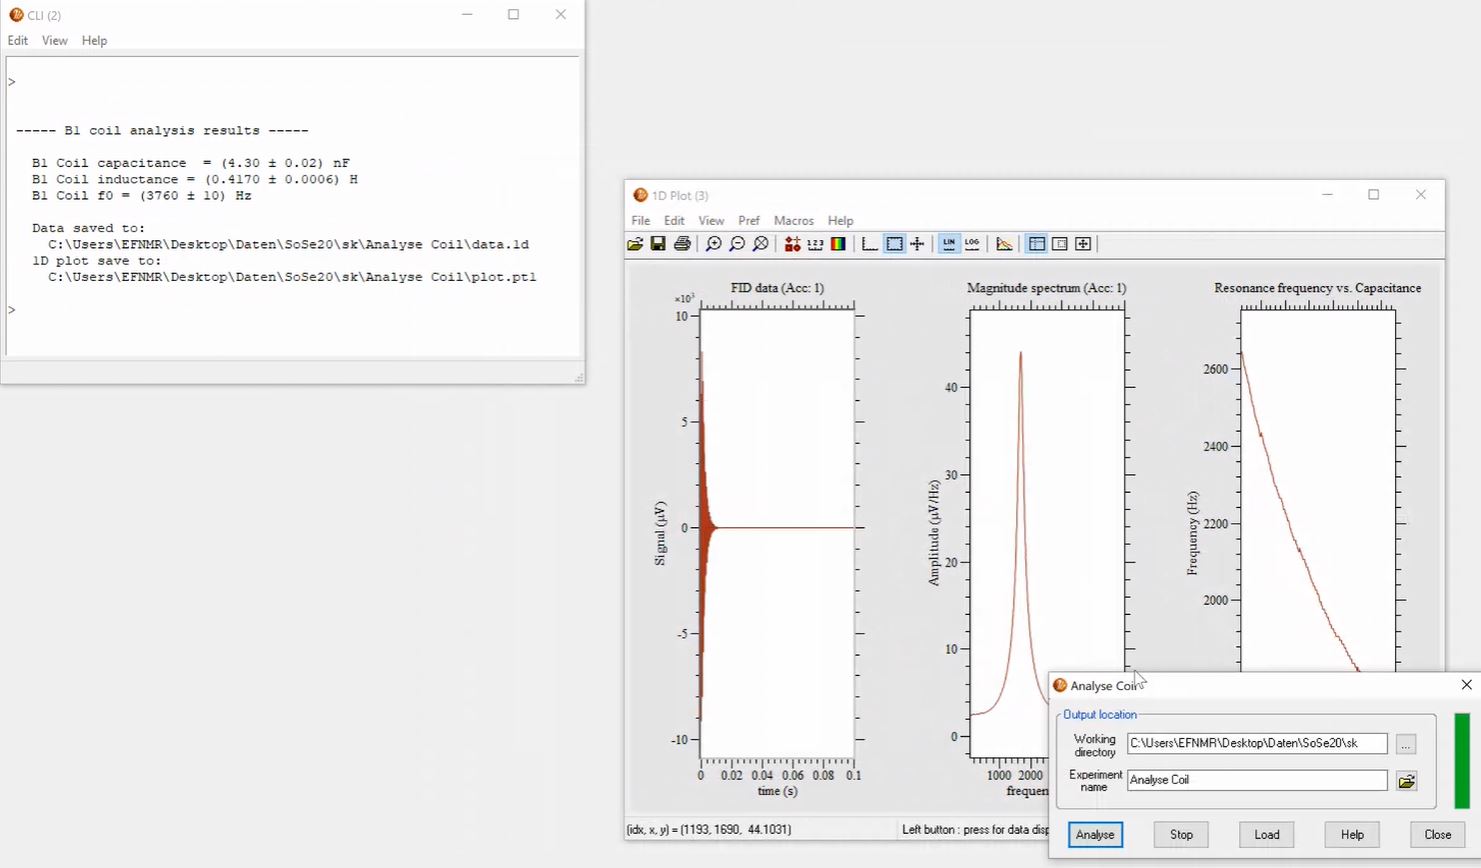 CLI (2)
Edit View Help
>
----- B1 coil analysis results -----
B1 Coil capacitance = (4.30 ± 0.02) nF
B1 Coil inductance = (0.4170 ± 0.0006) H
B1 Coil f0 = (3760 ± 10) Hz
Data saved to:
C:\Users\EFNMR\Desktop\Daten\SoSe20\sk\Analyse Coil\data.1d
1D plot save to:
C:\Users\EFNMR\Desktop\Daten\SoSe20\sk\Analyse Coil\plot.pt1
>
1D Plot (3)
File Edit View Pref Macros Help
1 2 3 LIN LOG
FID data (Acc: 1)
×10³
10
5
0
-5
-10
Signal (µV)
0 0.02 0.04 0.06 0.08 0.1
time (s)
Magnitude spectrum (Acc: 1)
40
30
20
10
0
Amplitude (µV/Hz)
1000 2000
frequen
Resonance frequency vs. Capacitance
2600
2400
2200
2000
Frequency (Hz)
(idx, x, y) = (1193, 1690, 44.1031)
Left button : press for data disp
Analyse Coil
Output location
Working directory
C:\Users\EFNMR\Desktop\Daten\SoSe20\sk
...
Experiment name
Analyse Coil
Analyse Stop Load Help Close